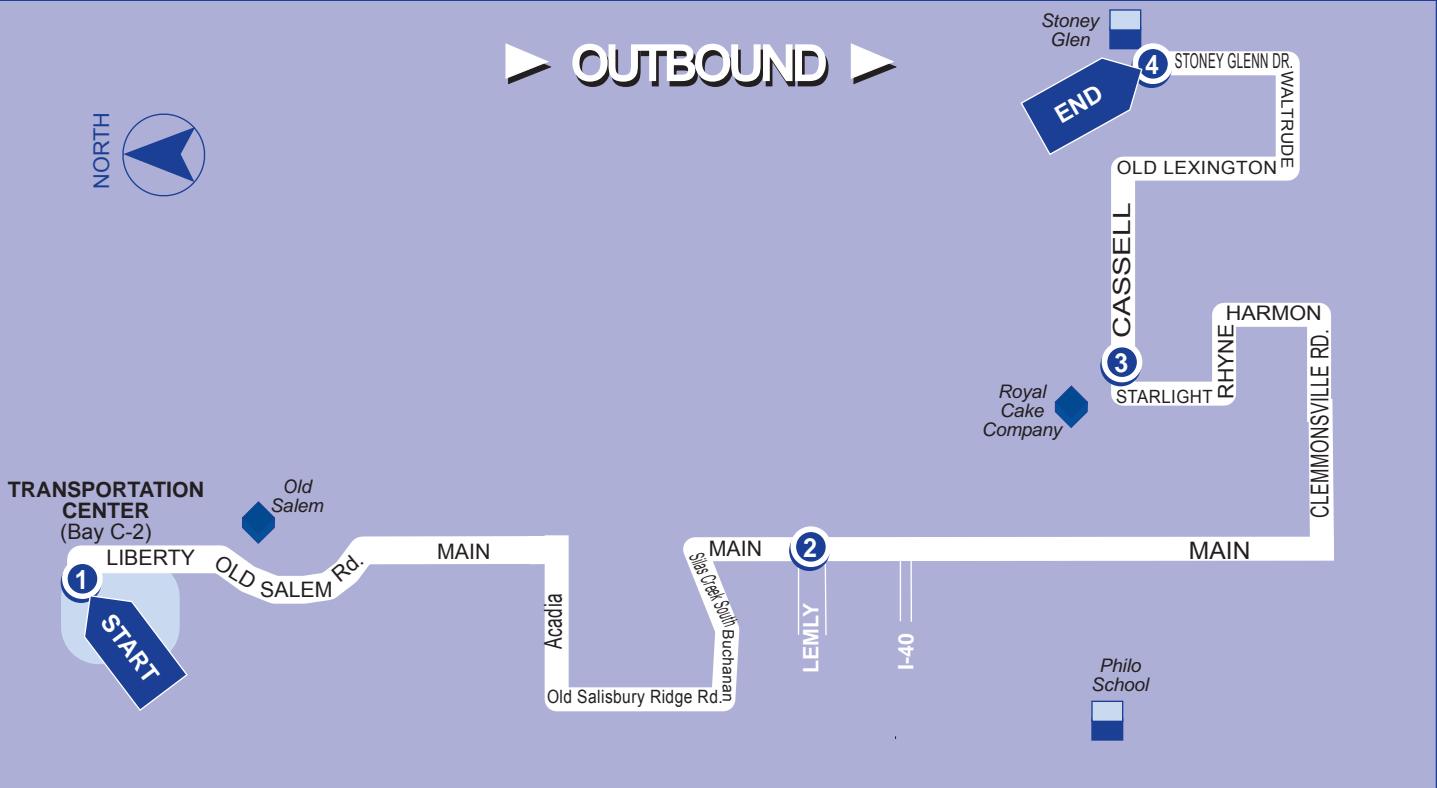 OUTBOUND
NORTH
Stoney
Glen
4
STONEY GLENN DR.
END
WALTRUDE
OLD LEXINGTON
CASSELL
HARMON
RHYNE
CLEMMONSVILLE RD.
3
STARLIGHT
Royal
Cake
Company
TRANSPORTATION
CENTER
(Bay C-2)
Old
Salem
1
START
LIBERTY
OLD SALEM Rd.
MAIN
Acadia
Old Salisbury Ridge Rd.
Buchanan
Silas Creek South
MAIN
2
LEMLY
I-40
MAIN
Philo
School